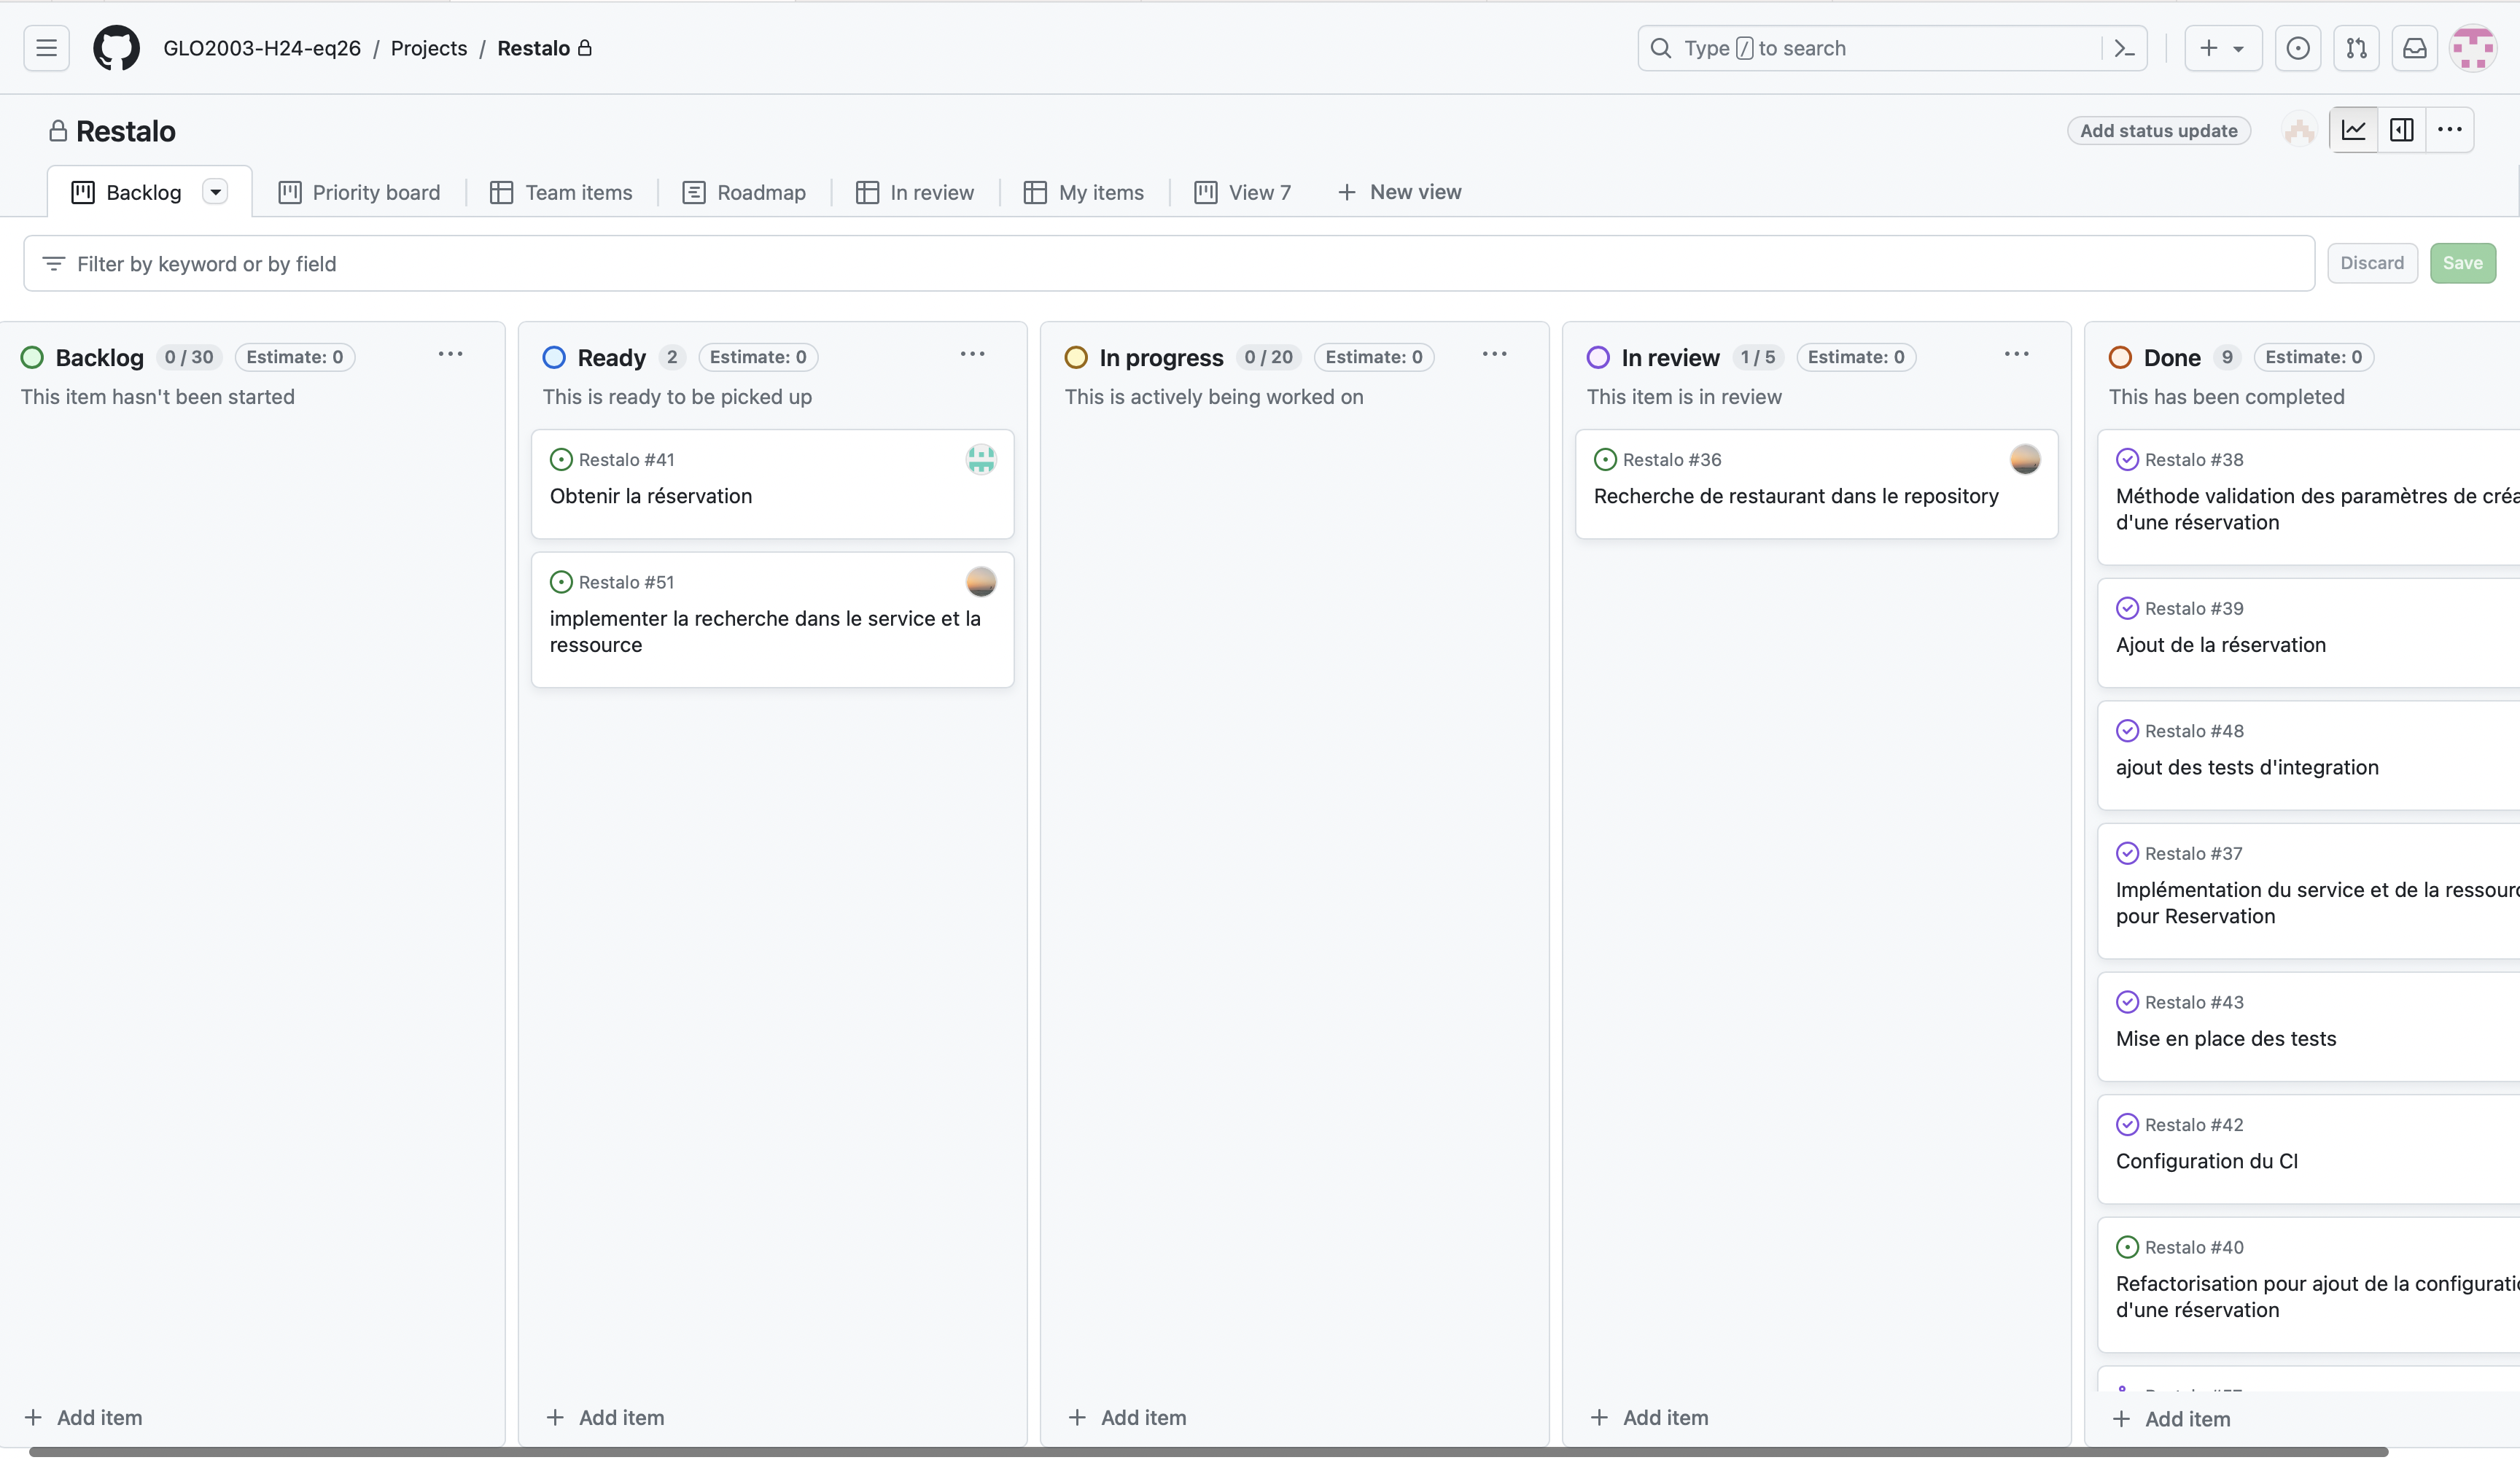 GLO2003-H24-eq26 / Projects / Restalo
Type / to search
Restalo
Add status update
Backlog
Priority board
Team items
Roadmap
In review
My items
View 7
New view
Filter by keyword or by field
Discard
Save
Backlog 0 / 30 Estimate: 0
This item hasn't been started
Add item
Ready 2 Estimate: 0
This is ready to be picked up
Restalo #41
Obtenir la réservation
Restalo #51
implementer la recherche dans le service et la
ressource
Add item
In progress 0 / 20 Estimate: 0
This is actively being worked on
Add item
In review 1 / 5 Estimate: 0
This item is in review
Restalo #36
Recherche de restaurant dans le repository
Add item
Done 9 Estimate: 0
This has been completed
Restalo #38
Méthode validation des paramètres de
d'une réservation
Restalo #39
Ajout de la réservation
Restalo #48
ajout des tests d'integration
Restalo #37
Implémentation du service et de la
pour Reservation
Restalo #43
Mise en place des tests
Restalo #42
Configuration du CI
Restalo #40
Refactorisation pour ajout de la
d'une réservation
Add item